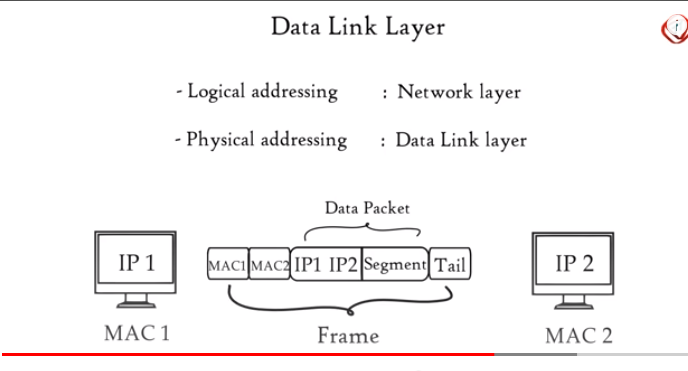 Data Link Layer
- Logical addressing : Network layer
- Physical addressing : Data Link layer
Data Packet
IP 1 MAC1 MAC2 IP1 IP2 Segment Tail IP 2
MAC 1 Frame MAC 2